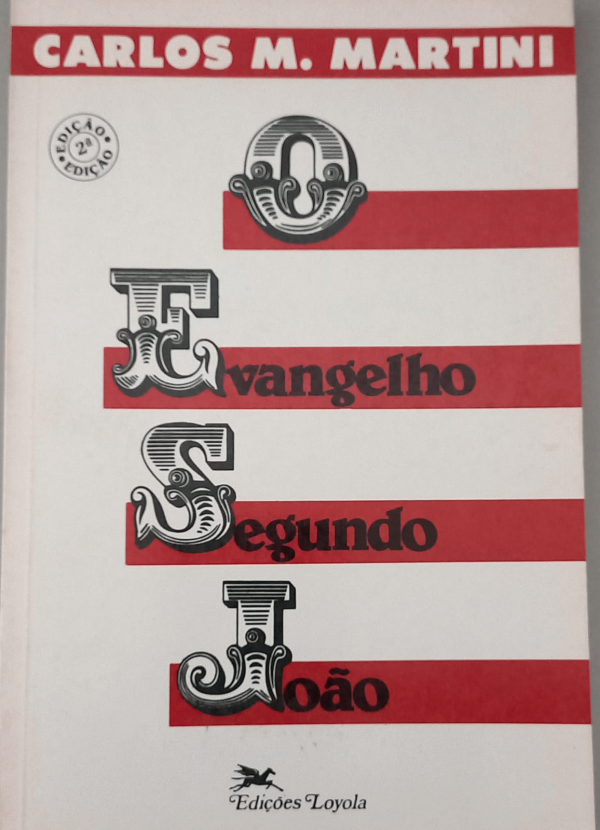 CARLOS M. MARTINI
EDIÇÃO
2ª
EDIÇÃO
O
Evangelho
Segundo
João
Edições Loyola